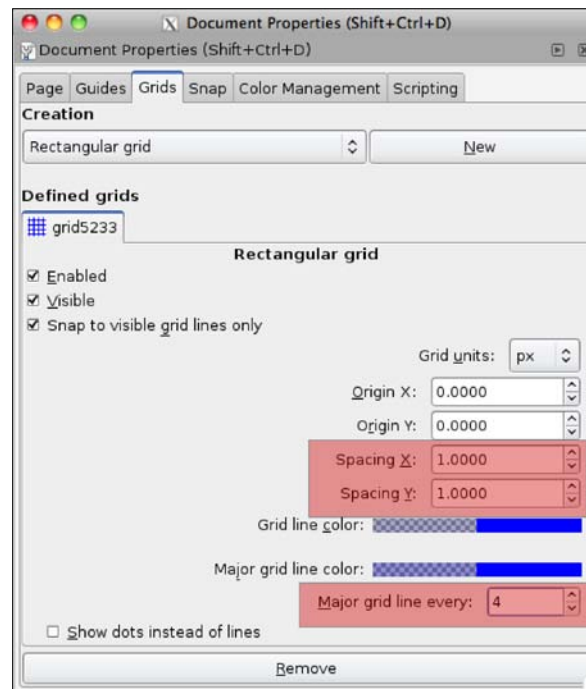 Document Properties (Shift+Ctrl+D)
Document Properties (Shift+Ctrl+D)
Page Guides Grids Snap Color Management Scripting
Creation
Rectangular grid New
Defined grids
grid5233
Rectangular grid
Enabled
Visible
Snap to visible grid lines only
Grid units: px
Origin X: 0.0000
Origin Y: 0.0000
Spacing X: 1.0000
Spacing Y: 1.0000
Grid line color:
Major grid line color:
Major grid line every: 4
Show dots instead of lines
Remove